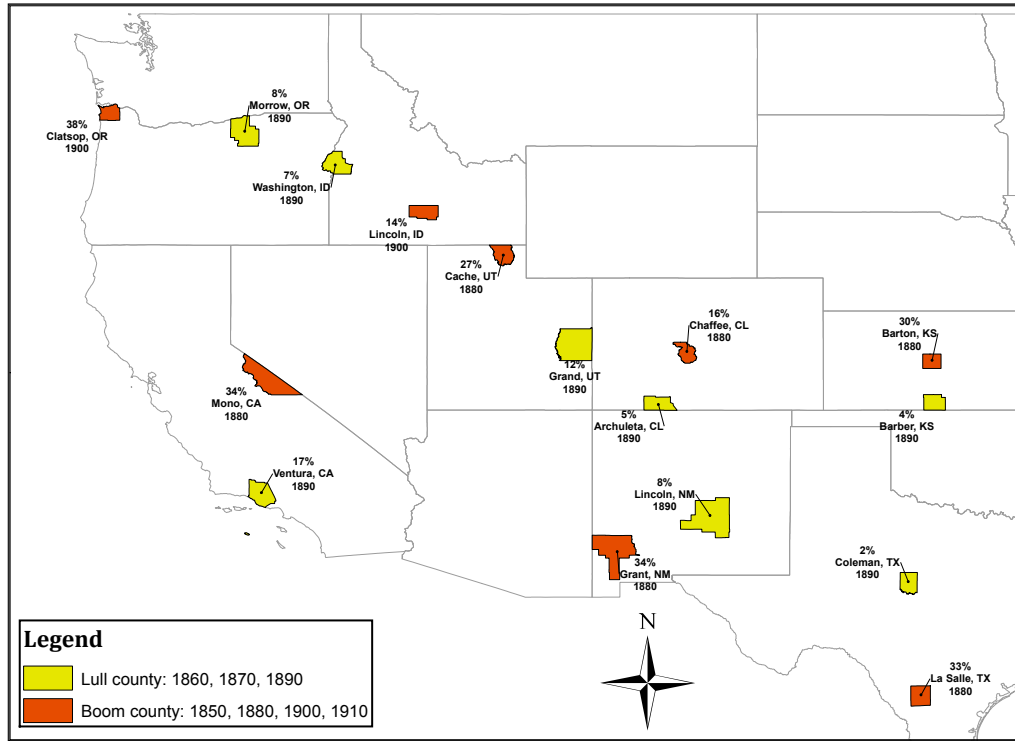 8%
Morrow, OR
1890
38%
Clatsop, OR
1900
7%
Washington, ID
1890
14%
Lincoln, ID
1900
27%
Cache, UT
1880
16%
Chaffee, CL
1880
30%
Barton, KS
1880
12%
Grand, UT
1890
34%
Mono, CA
1880
5%
Archuleta, CL
1890
4%
Barber, KS
1890
17%
Ventura, CA
1890
8%
Lincoln, NM
1890
34%
Grant, NM
1880
2%
Coleman, TX
1890
33%
La Salle, TX
1880
N
Legend
Lull county: 1860, 1870, 1890
Boom county: 1850, 1880, 1900, 1910